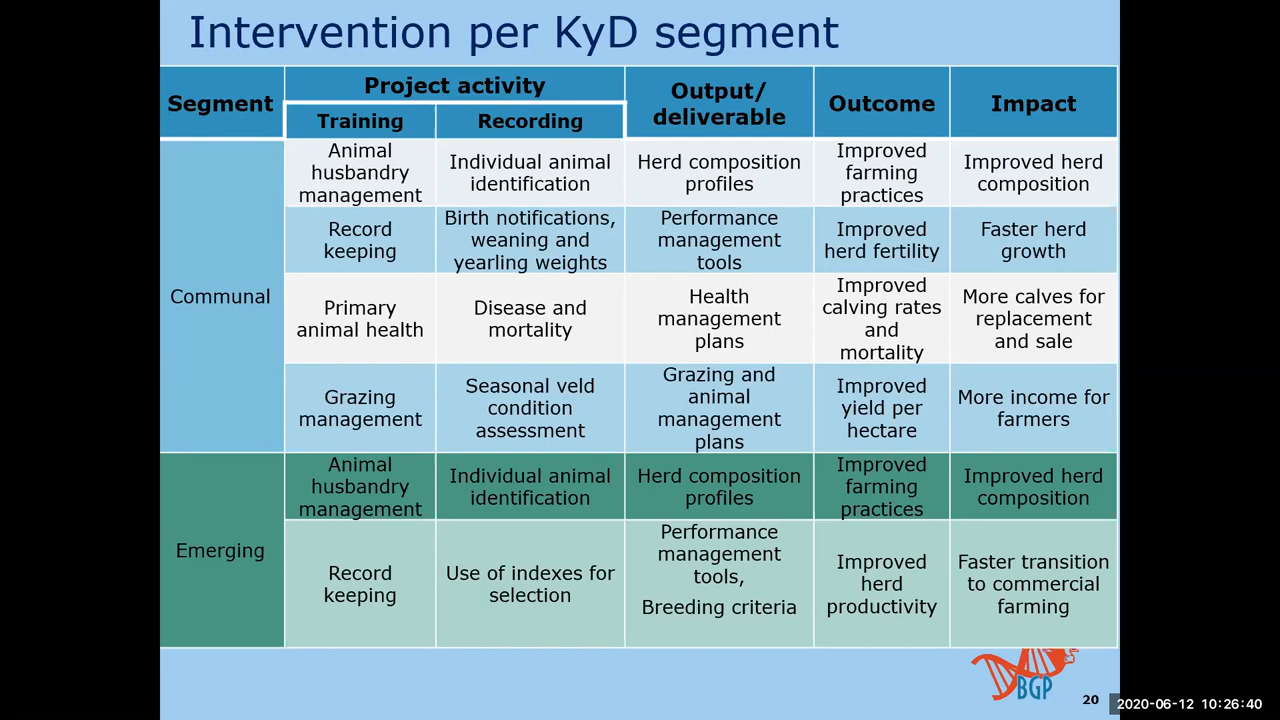 Intervention per KyD segment
Segment
Project activity
Output/
deliverable
Outcome
Impact
Training
Recording
Communal
Animal
husbandry
management
Individual animal
identification
Herd composition
profiles
Improved
farming
practices
Improved herd
composition
Record
keeping
Birth notifications,
weaning and
yearling weights
Performance
management
tools
Improved
herd fertility
Faster herd
growth
Primary
animal health
Disease and
mortality
Health
management
plans
Improved
calving rates
and
mortality
More calves for
replacement
and sale
Grazing
management
Seasonal veld
condition
assessment
Grazing and
animal
management
plans
Improved
yield per
hectare
More income for
farmers
Emerging
Animal
husbandry
management
Individual animal
identification
Herd composition
profiles
Improved
farming
practices
Improved herd
composition
Record
keeping
Use of indexes for
selection
Performance
management
tools,
Breeding criteria
Improved
herd
productivity
Faster transition
to commercial
farming
BGP
20
2020-06-12 10:26:40